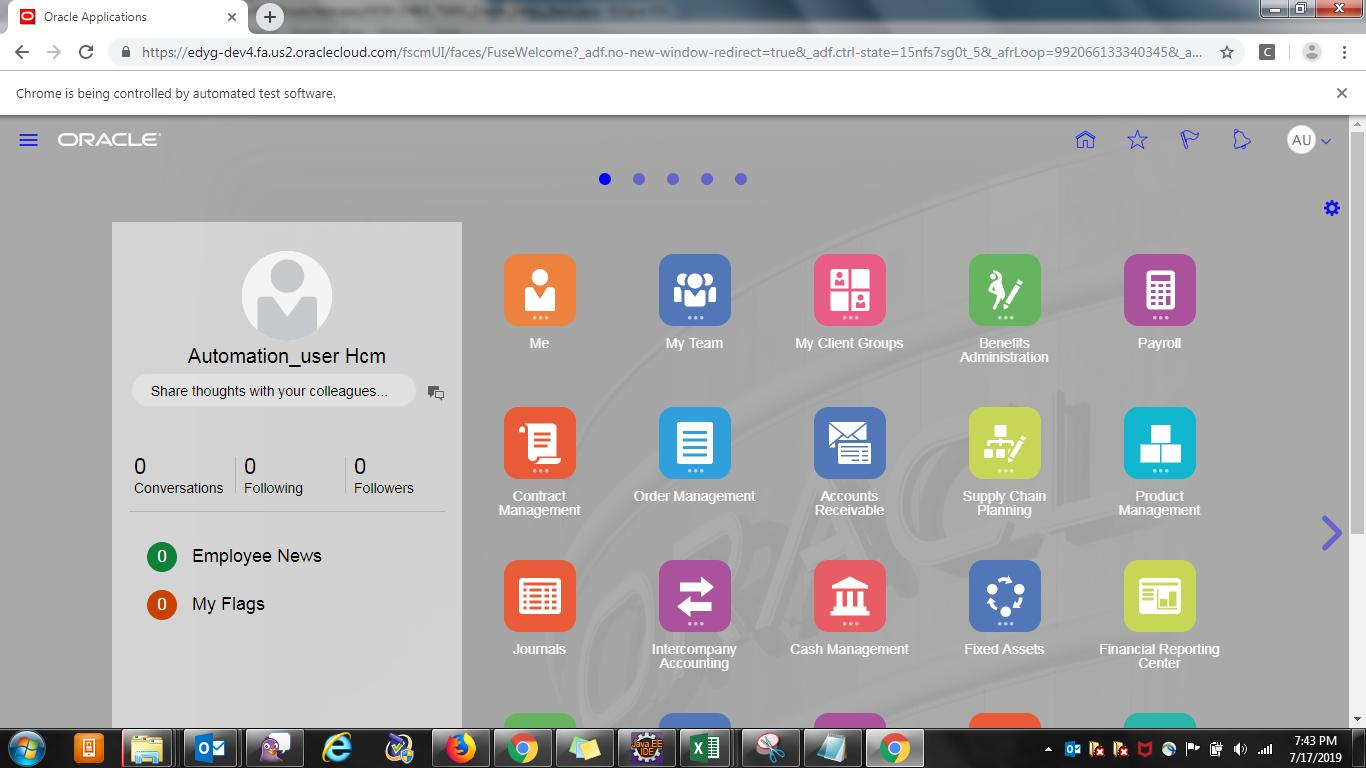 Oracle Applications
https://edyg-dev4.fa.us2.oraclecloud.com/fscmUI/faces/FuseWelcome?_adf.no-new-window-redirect=true&_adf.ctrl-state=15nfs7sg0t_5&_afrLoop=992066133340345&_a...
C
Chrome is being controlled by automated test software.
ORACLE
AU
Automation_user Hcm
Share thoughts with your colleagues...
0
Conversations
0
Following
0
Followers
0 Employee News
0 My Flags
Me
My Team
My Client Groups
Benefits
Administration
Payroll
Contract
Management
Order Management
Accounts
Receivable
Supply Chain
Planning
Product
Management
Journals
Intercompany
Accounting
Cash Management
Fixed Assets
Financial Reporting
Center
ORACL
Java EE
IDE
7:43 PM
7/17/2019